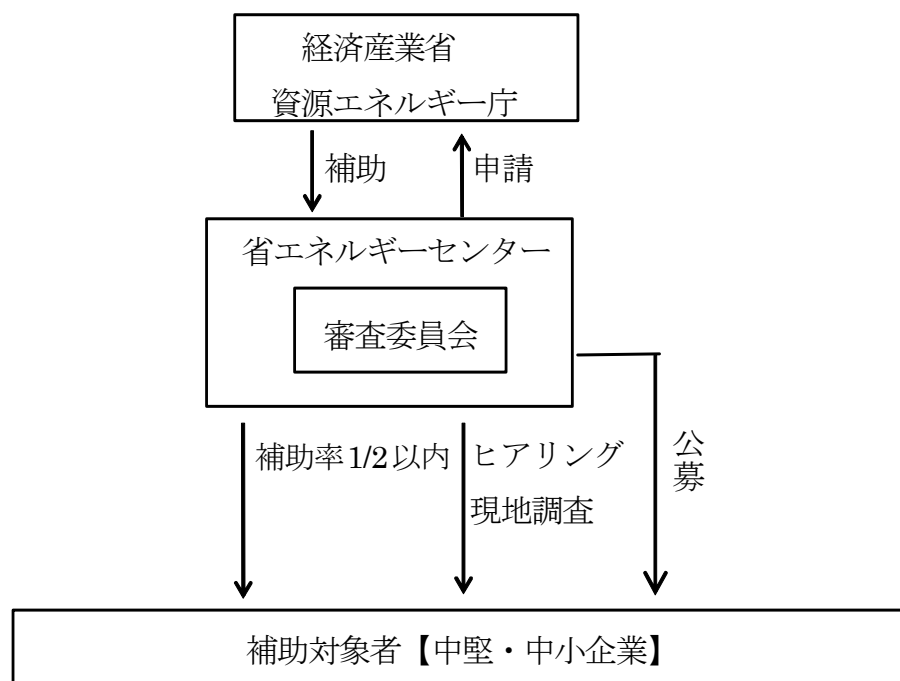 経済産業省
資源エネルギー庁
補助
申請
省エネルギーセンター
審査委員会
補助率1/2以内
ヒアリング
現地調査
公募
補助対象者【中堅・中小企業】